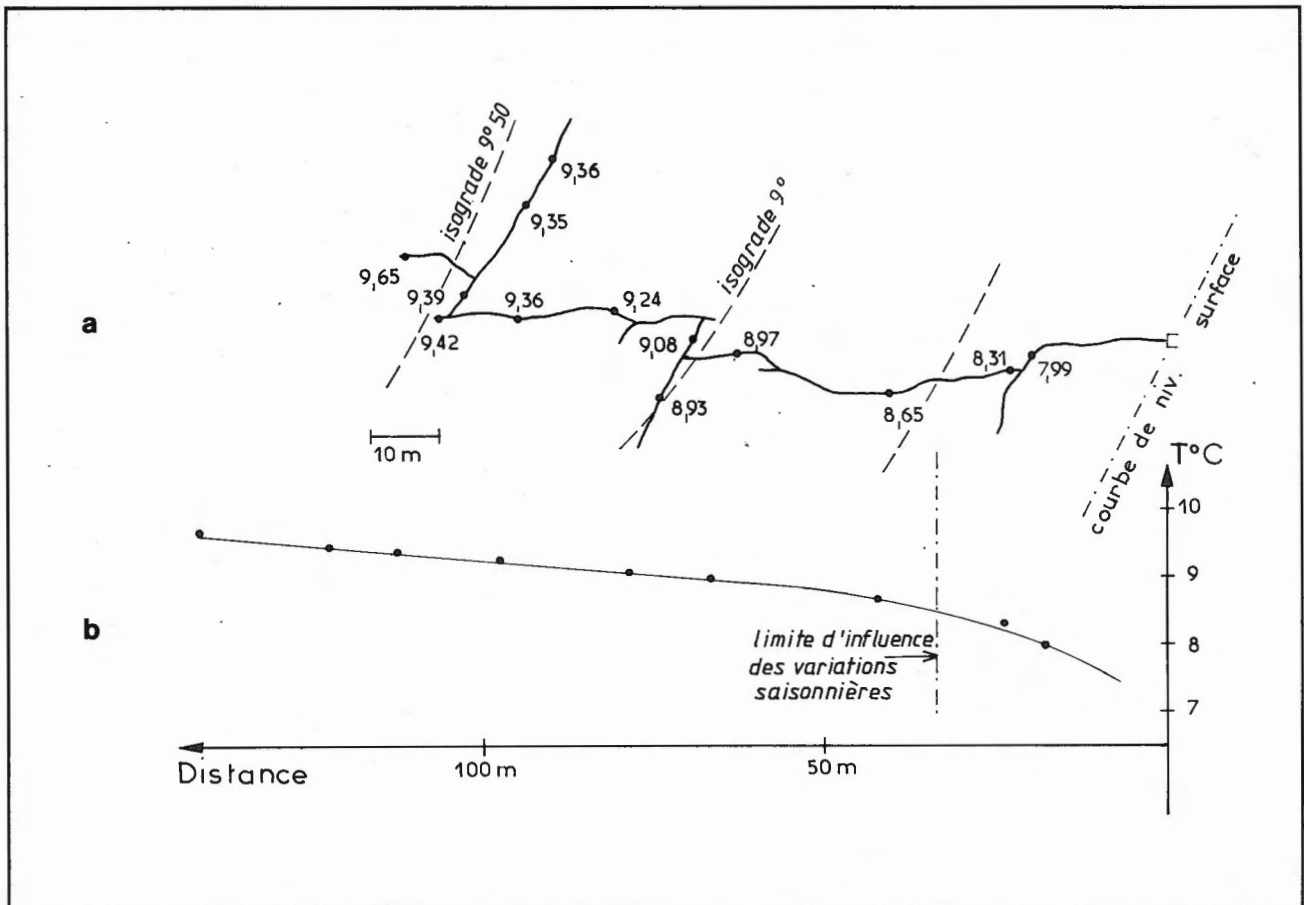 a
isograde 9° 50
9,36
9,35
9,65
9,39
9,42
9,36
9,24
isograde 9°
9,08
8,97
8,93
8,65
8,31
7,99
surface
courbe de niv.
10 m
b
T°C
10
9
8
7
limite d'influence
des variations
saisonnières
100 m
50 m
Distance